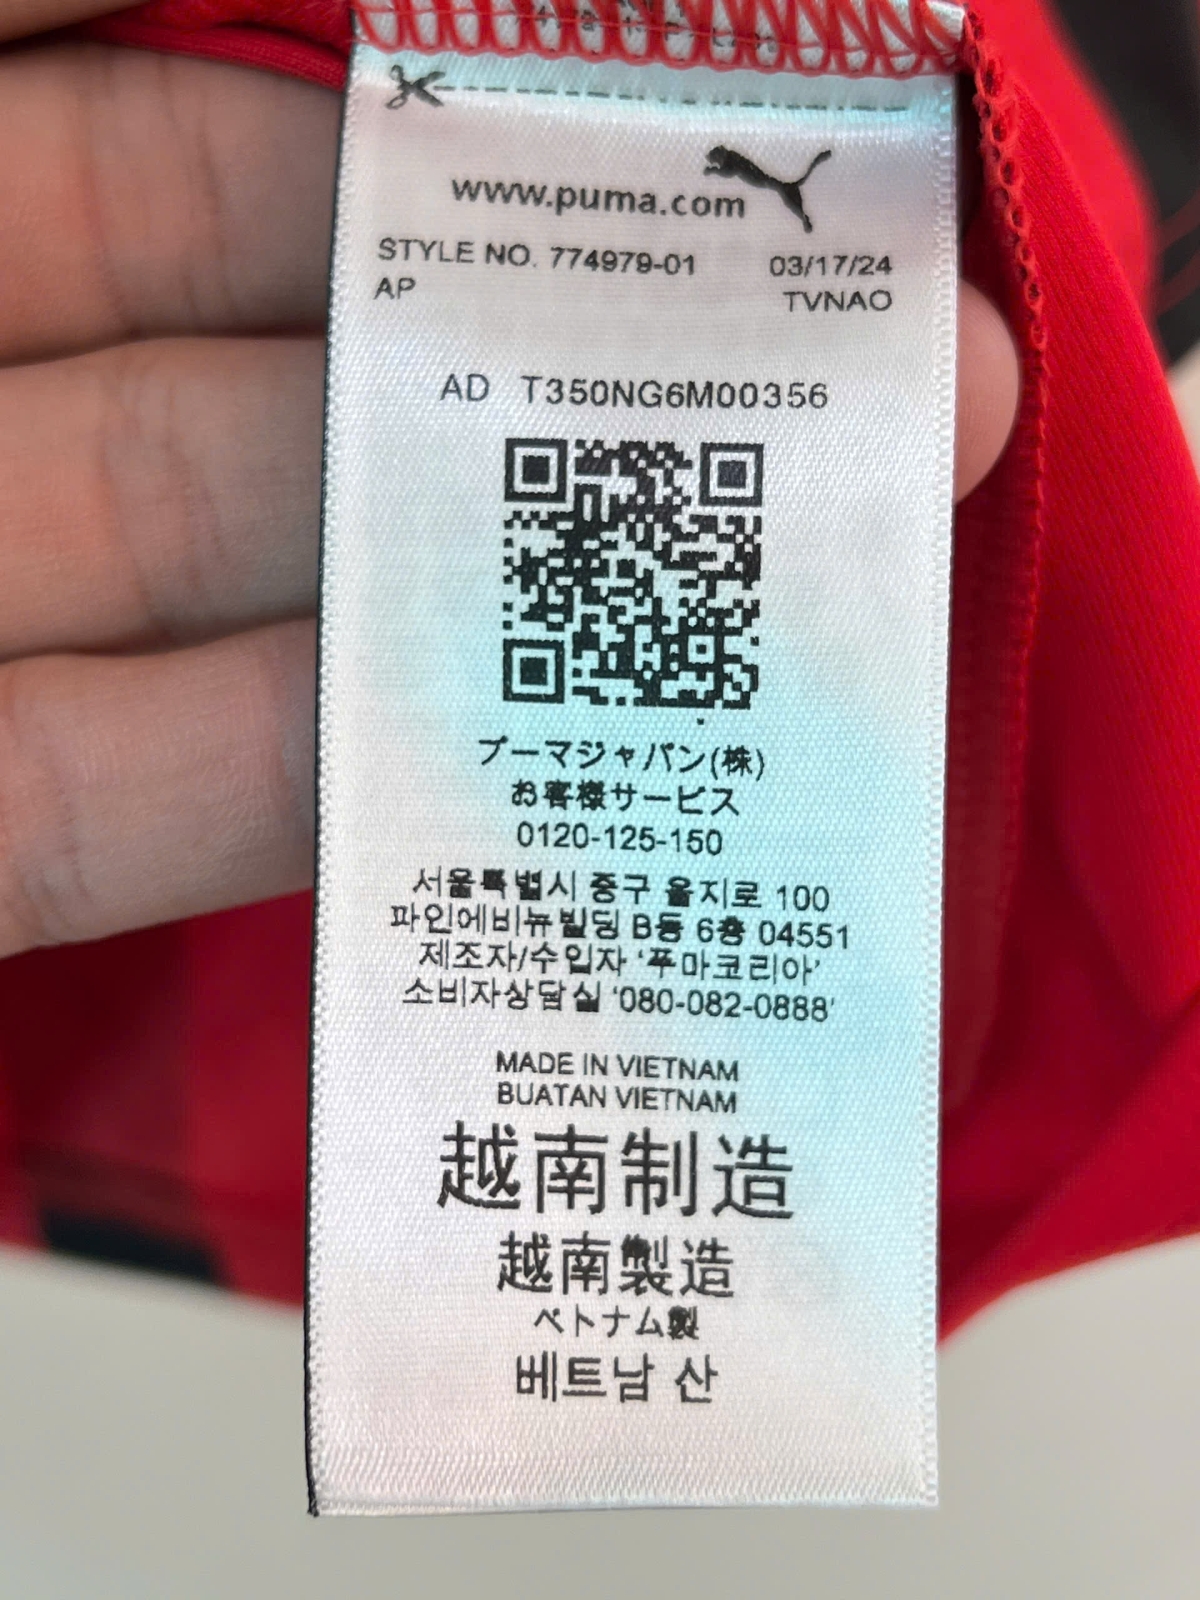 www.puma.com
STYLE NO. 774979-01 03/17/24
AP TVNAO
AD T350NG6M00356
プーマジャパン(株)
お客様サービス
0120-125-150
서울특별시 중구 을지로 100
파인에비뉴빌딩 B동 6층 04551
제조자/수입자 '푸마코리아'
소비자상담실 '080-082-0888'
MADE IN VIETNAM
BUATAN VIETNAM
越南制造
越南製造
ベトナム製
베트남 산